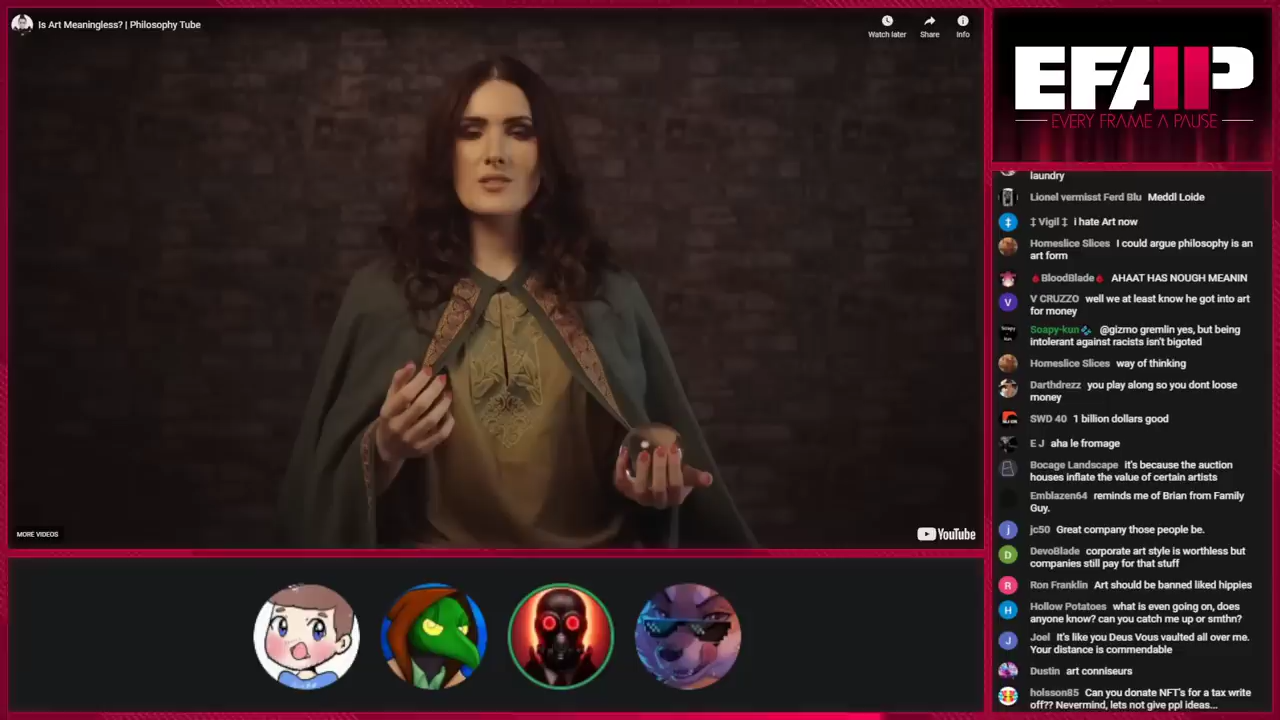 Is Art Meaningless? | Philosophy Tube
Watch later
Share
Info
MORE VIDEOS
YouTube
EFAP
EVERY FRAME A PAUSE
laundry
Lionel vermisst Ferd Blu Meddl Loide
‡ Vigil ‡ i hate Art now
Homeslice Slices I could argue philosophy is an
art form
🩸BloodBlade🩸 AHAAT HAS NOUGH MEANIN
V
V CRUZZO well we at least know he got into art
for money
Soapy-kun @gizmo gremlin yes, but being
intolerant against racists isn't bigoted
Homeslice Slices way of thinking
Darthdrezz you play along so you dont loose
money
SWD 40 1 billion dollars good
E J aha le fromage
Bocage Landscape it's because the auction
houses inflate the value of certain artists
Emblazen64 reminds me of Brian from Family
Guy.
j
jc50 Great company those people be.
D
DevoBlade corporate art style is worthless but
companies still pay for that stuff
R
Ron Franklin Art should be banned liked hippies
H
Hollow Potatoes what is even going on, does
anyone know? can you catch me up or smthn?
J
Joel It's like you Deus Vous vaulted all over me.
Your distance is commendable
Dustin art conniseurs
holsson85 Can you donate NFT's for a tax write
off?? Nevermind, lets not give ppl ideas...